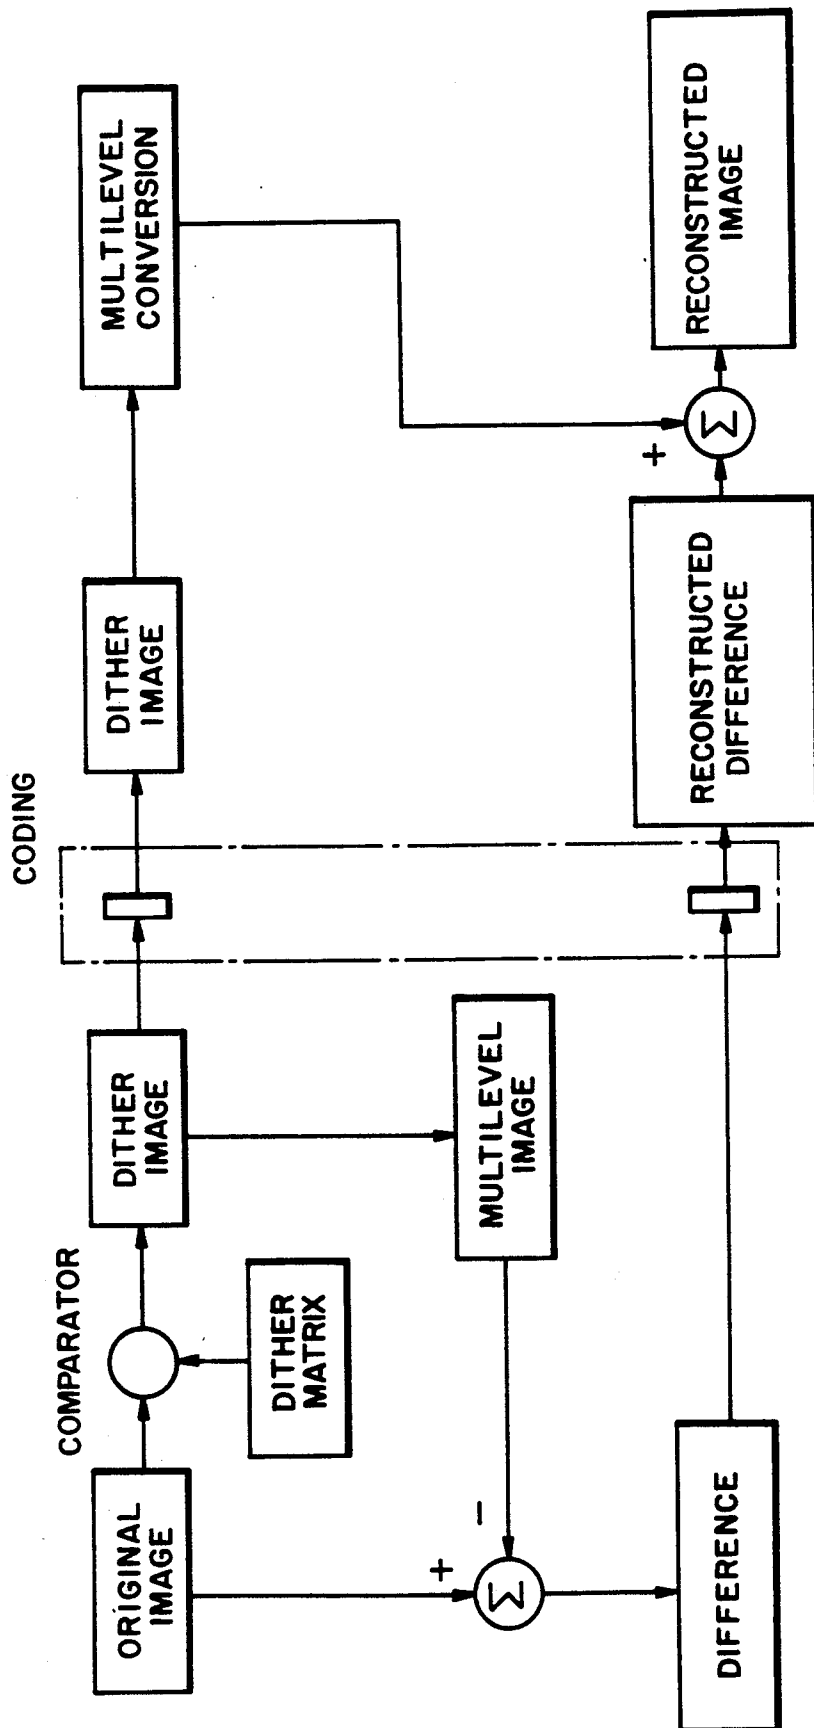 CODING
COMPARATOR
ORIGINAL
IMAGE
DITHER
IMAGE
DITHER
IMAGE
MULTILEVEL
CONVERSION
DITHER
MATRIX
MULTILEVEL
IMAGE
+
-
Σ
+
Σ
DIFFERENCE
RECONSTRUCTED
DIFFERENCE
RECONSTRUCTED
IMAGE